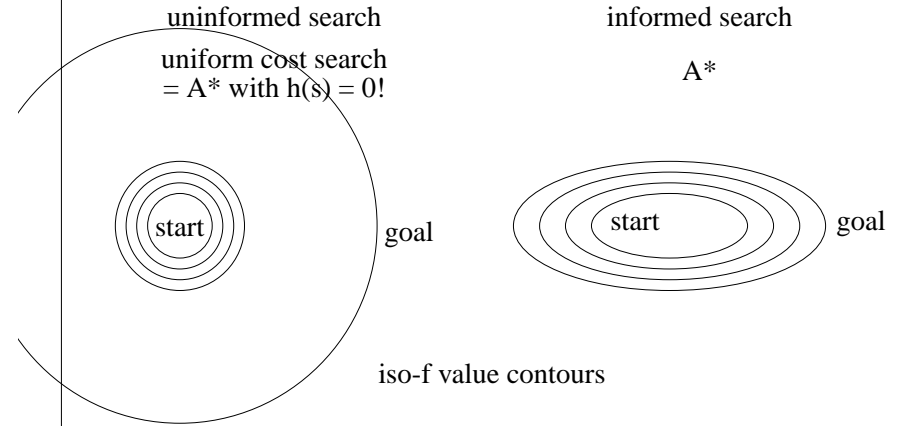 uninformed search
uniform cost search
= A* with h(s) = 0!
start
goal
informed search
A*
start
goal
iso-f value contours